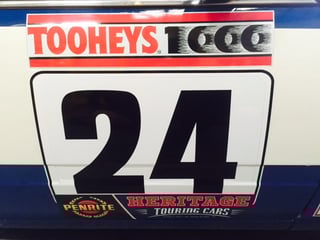 TOOHEYS 1000
24
PENRITE
HERITAGE
TOURING CARS